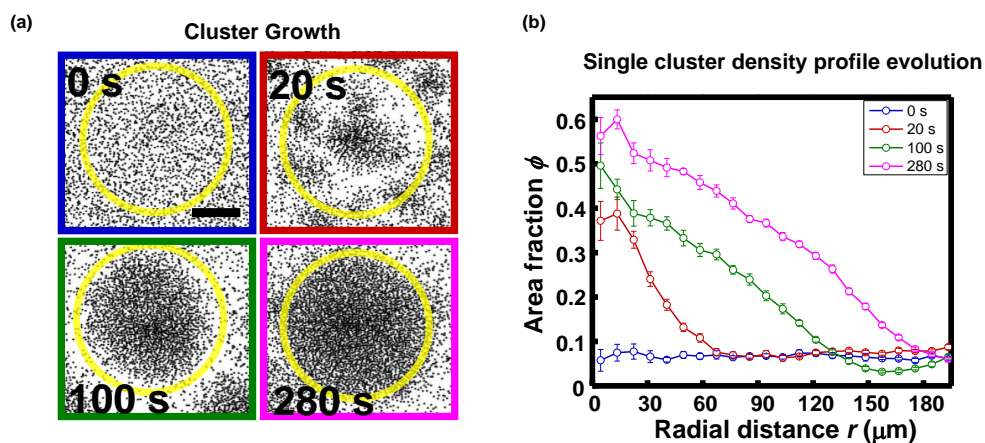 (a)
Cluster Growth
0 s
20 s
100 s
280 s
(b)
Single cluster density profile evolution
0.6
0.5
0.4
0.3
0.2
0.1
0
Area fraction ϕ
0 s
20 s
100 s
280 s
0 30 60 90 120 150 180
Radial distance r (μm)